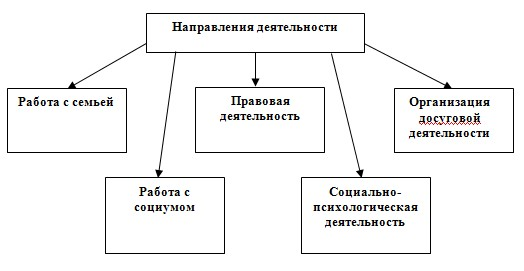 Направления деятельности
Работа с семьей
Правовая
деятельность
Организация
досуговой
деятельности
Работа с
социумом
Социально-
психологическая
деятельность